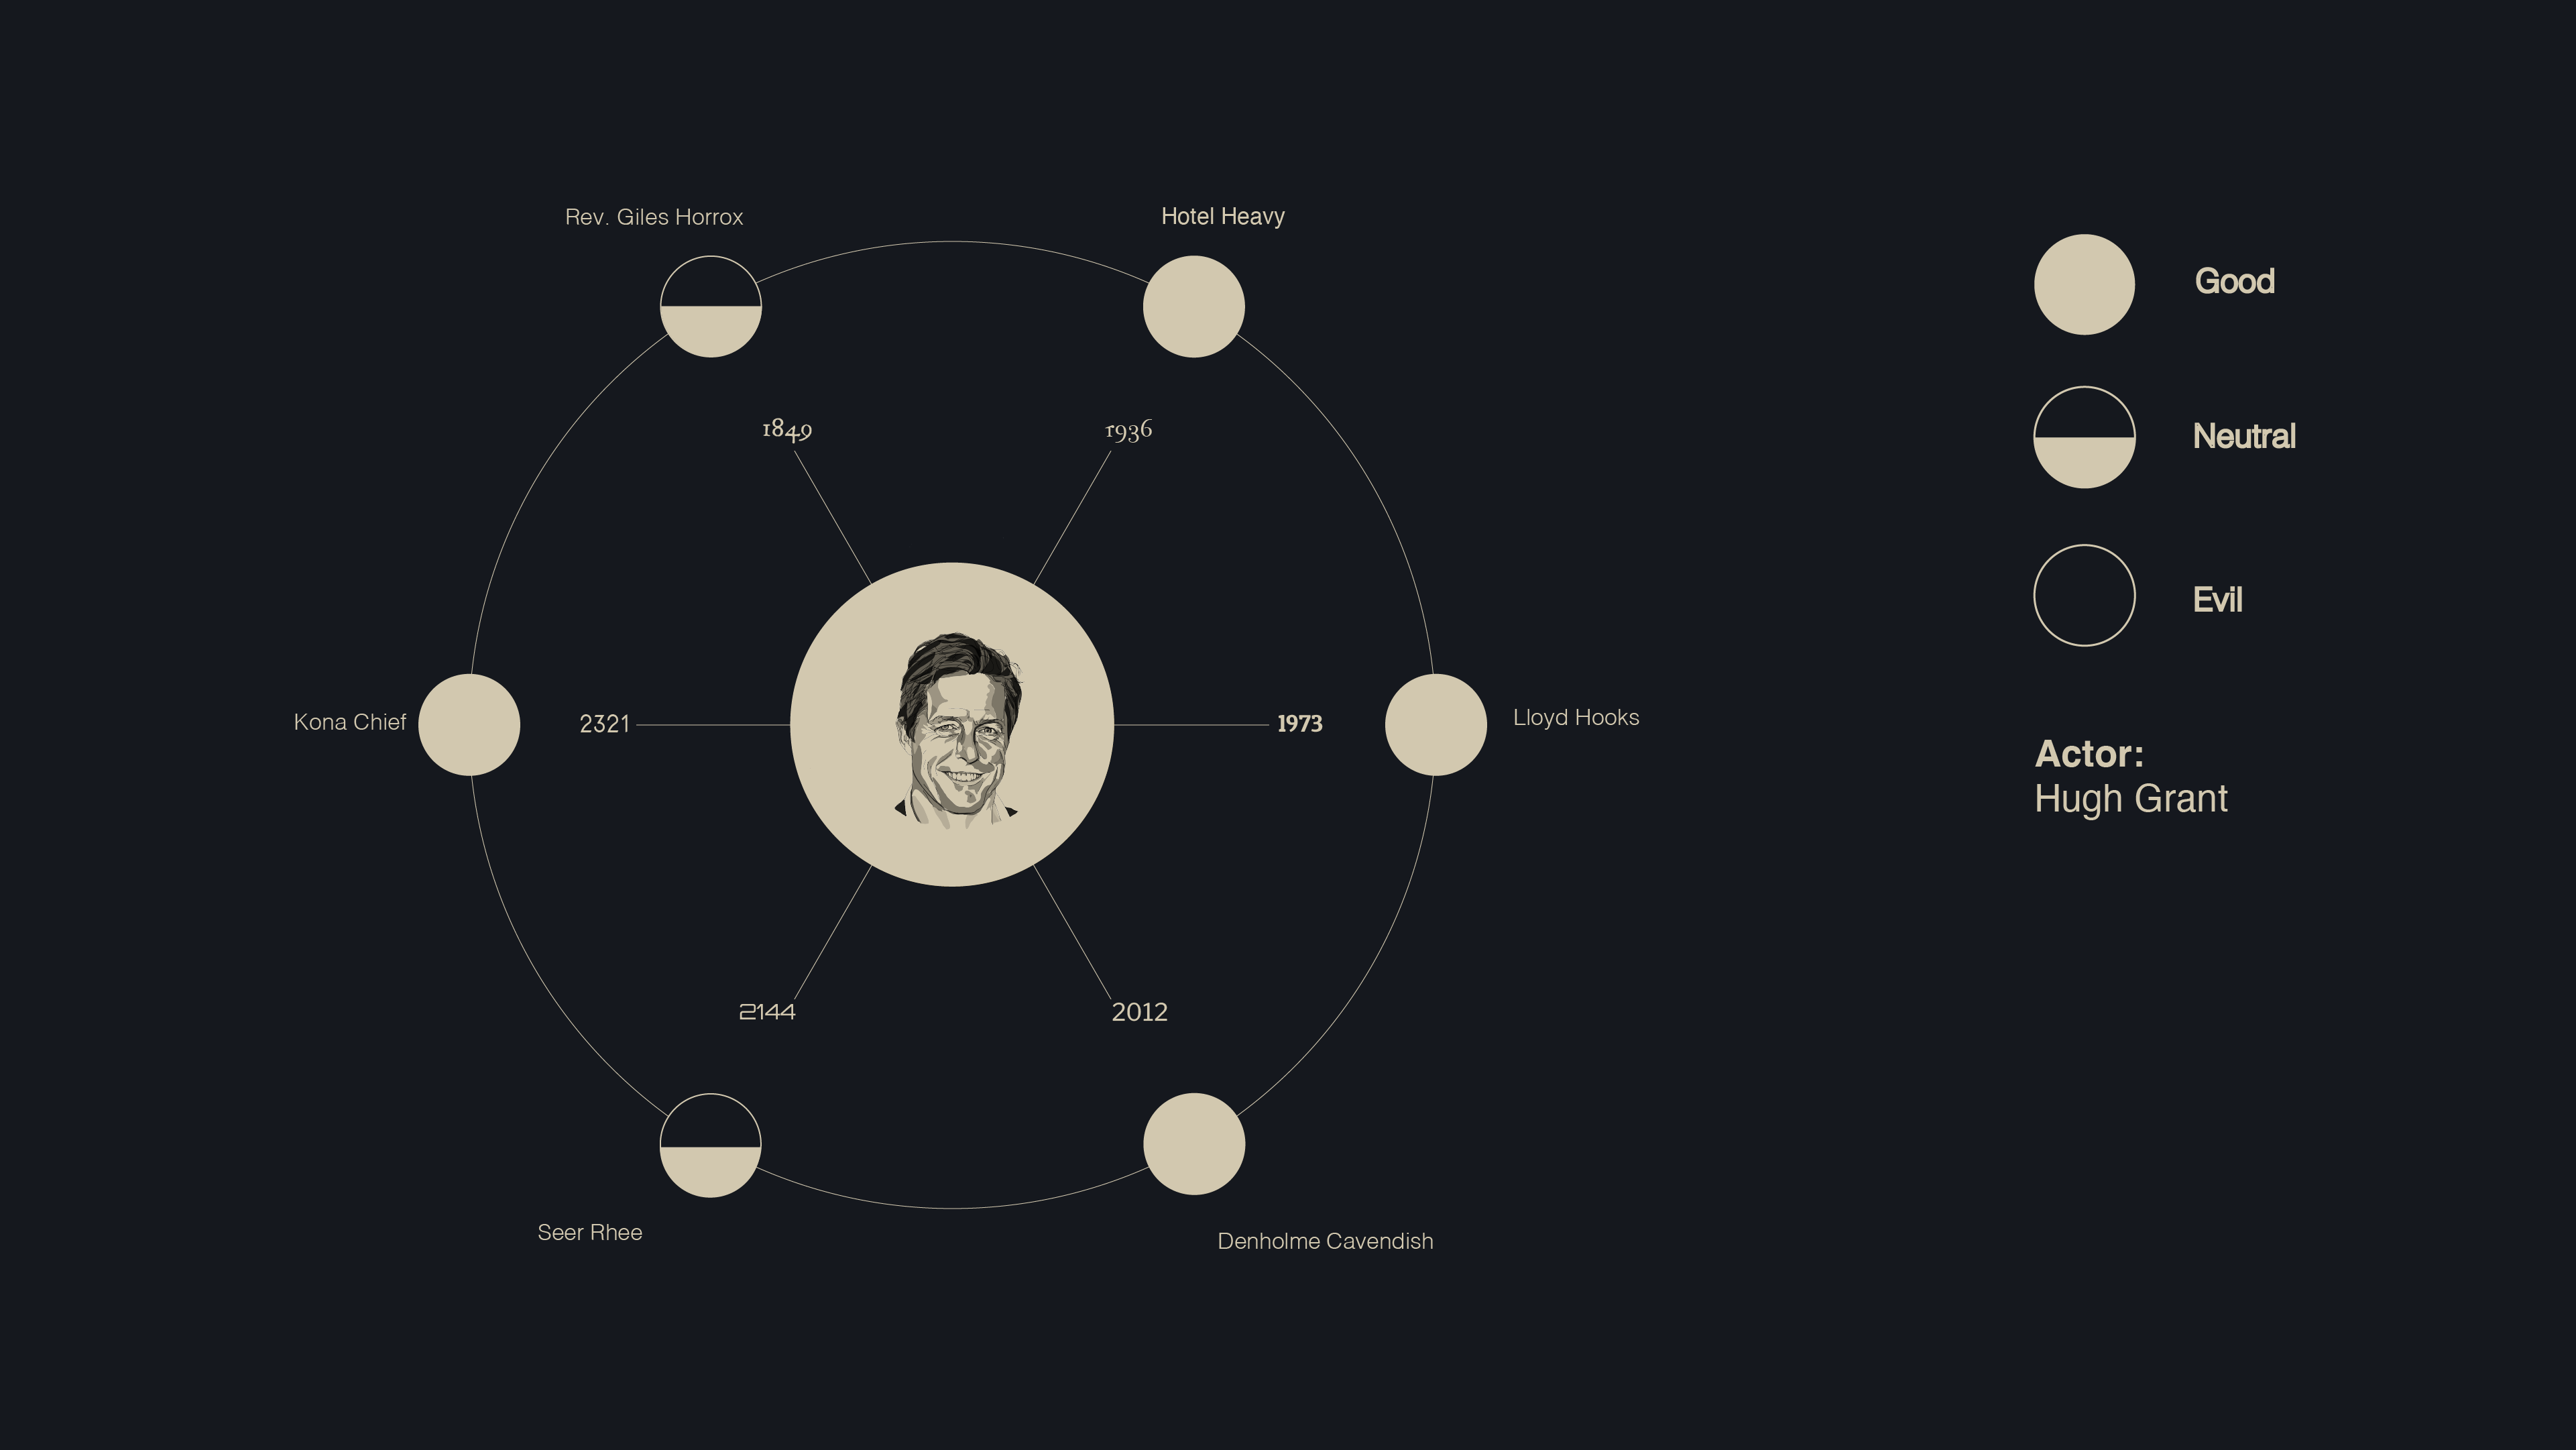 Rev. Giles Horrox
Hotel Heavy
1849
1936
Kona Chief
2321
1973
Lloyd Hooks
2144
2012
Seer Rhee
Denholme Cavendish
Good
Neutral
Evil
Actor:
Hugh Grant